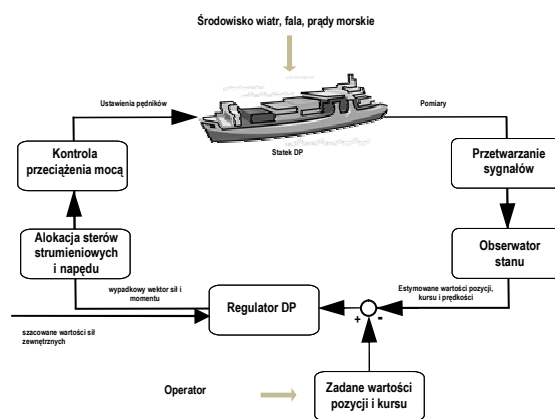 Środowisko wiatr, fala, prądy morskie
Ustawienia pędników
Pomiary
Statek DP
Kontrola
przeciążenia mocą
Przetwarzanie
sygnałów
Alokacja sterów
strumieniowych
i napędu
Obserwator
stanu
wypadkowy wektor sił i
momentu
Estymowane wartości pozycji,
kursu i prędkości
Regulator DP
+
-
szacowane wartości sił
zewnętrznych
Operator
Zadane wartości
pozycji i kursu